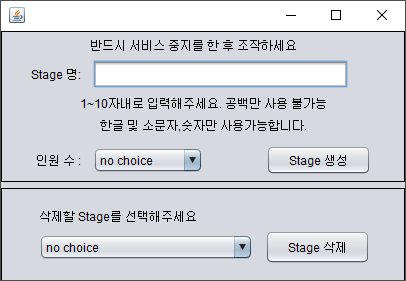 반드시 서비스 중지를 한 후 조작하세요
Stage 명:
1~10자내로 입력해주세요. 공백만 사용 불가능
한글 및 소문자,숫자만 사용가능합니다.
인원 수 : no choice Stage 생성
삭제할 Stage를 선택해주세요
no choice Stage 삭제